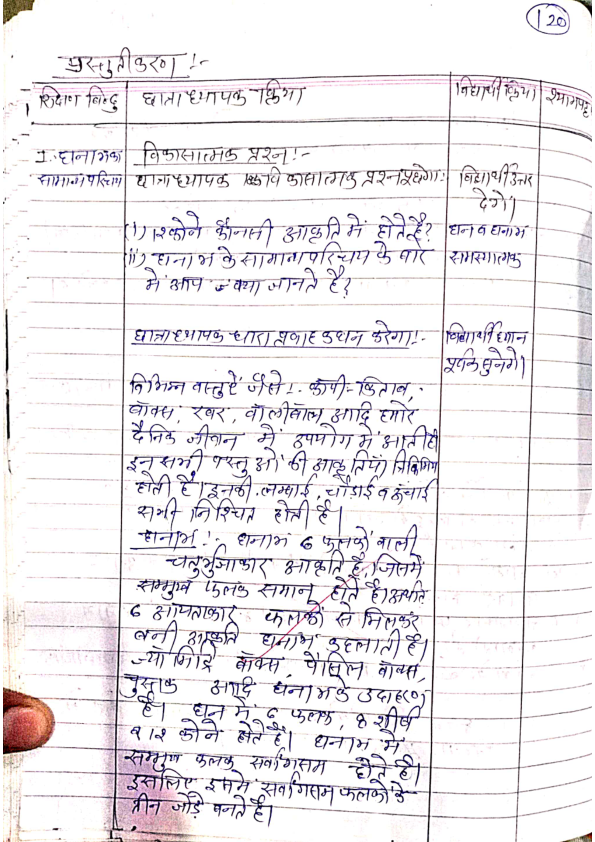 120
प्रस्तुतीकरण !:-
शिक्षण बिन्दु छात्राध्यापक क्रिया विद्यार्थी क्रिया श्यामपट्ट
1. घनाभ का विकासात्मक प्रश्न !:-
सामान्य परिचय छात्राध्यापक विकासात्मक प्रश्न पूछेगा! विद्यार्थी उत्तर
देंगे।
(i) 12 कोने कौनसी आकृति में होते है? घन व घनाभ
(ii) घनाभ के सामान्य परिचय के बारे समस्यात्मक
में आप क्या जानते है?
छात्राध्यापक द्वारा प्रवाह कथन करेगा!- विद्यार्थी ध्यान
पूर्वक सुनेगे।
विभिन्न वस्तुएं जैसे!- कॉपी-किताब,
बॉक्स, रबर, वॉलीबॉल आदि हमारे
दैनिक जीवन में उपयोग में आती है।
इन सभी वस्तुओं की आकृतियां त्रिविमिय
होती है। इनकी लम्बाई, चौडाई व ऊंचाई
सभी निश्चित होती है।
घनाभ!- घनाभ 6 फलकों वाली
चतुर्भुजाकार आकृति है, जिसमें
सम्मुख फलक समान होते है। अर्थात
6 आयताकार फलकों से मिलकर
बनी आकृति घनाभ कहलाती है।
ज्यामिति बॉक्स, पेंसिल बॉक्स,
पुस्तक आदि घनाभ के उदाहरण
है। घन में 6 फलक, 8 शीर्ष
व 12 कोने होते है। घनाभ में
सम्मुख फलक सर्वांगसम होते है।
इसलिए इसमें सर्वांगसम फलको के
तीन जोड़े बनते है।